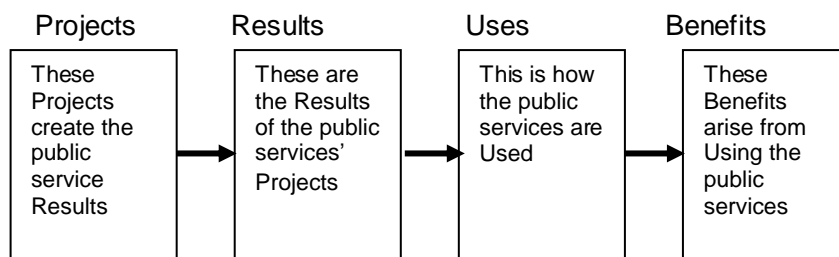 Projects Results Uses Benefits
These
Projects
create the
public
service
Results
These are
the Results
of the public
services’
Projects
This is how
the public
services are
Used
These
Benefits
arise from
Using the
public
services